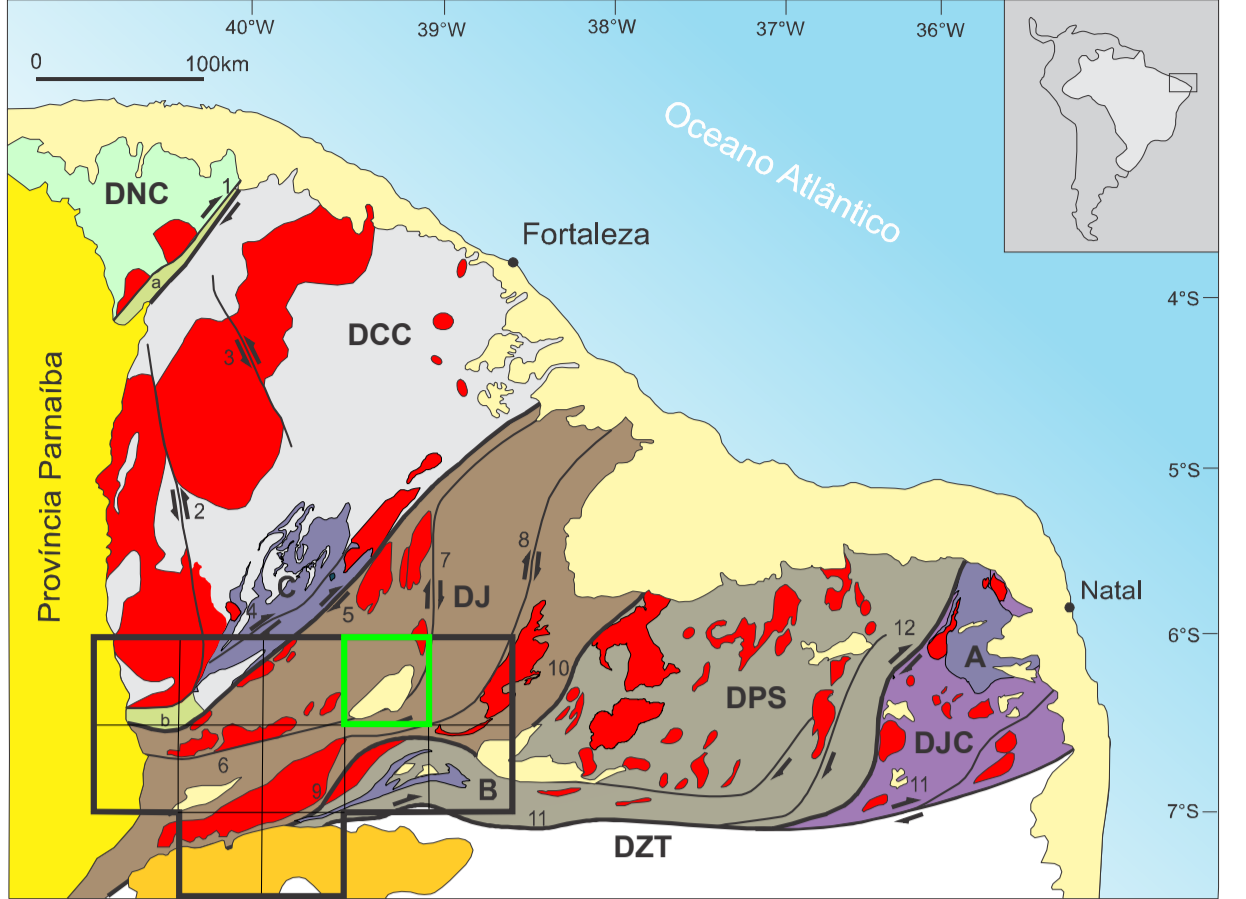 40°W
39°W
38°W
37°W
36°W
0
100km
Oceano Atlântico
DNC
1
a
Fortaleza
4°S
DCC
3
Província Parnaíba
5°S
2
8
7
C
DJ
4
5
Natal
6°S
12
A
10
DPS
b
DJC
6
9
B
11
11
7°S
DZT